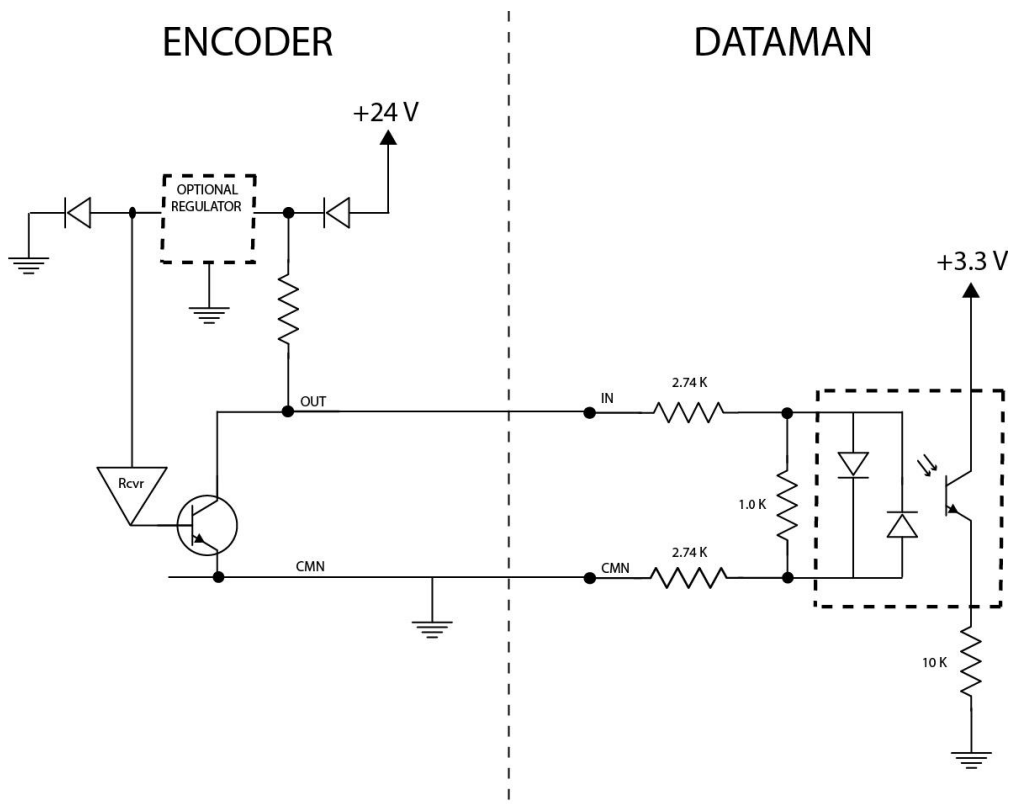 ENCODER
DATAMAN
+24 V
OPTIONAL
REGULATOR
+3.3 V
2.74 K
OUT
IN
Rcvr
1.0 K
2.74 K
CMN
CMN
10 K